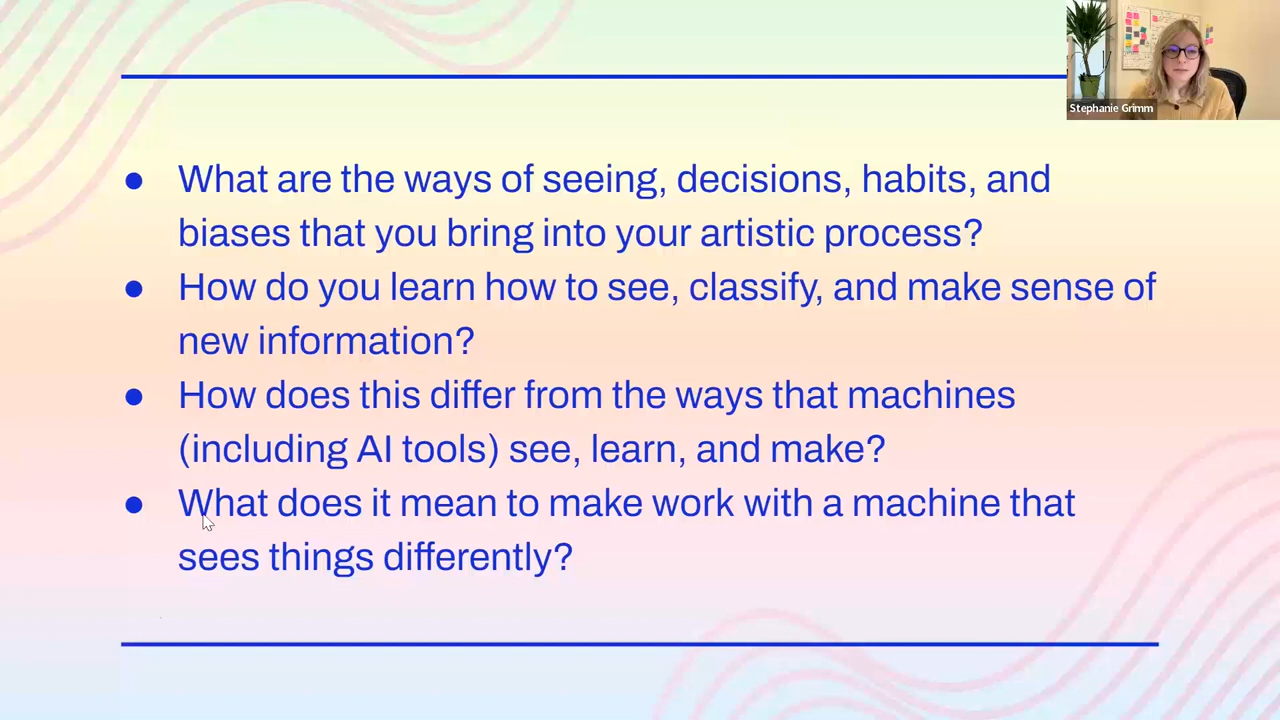 Stephanie Grimm
● What are the ways of seeing, decisions, habits, and
biases that you bring into your artistic process?
● How do you learn how to see, classify, and make sense of
new information?
● How does this differ from the ways that machines
(including AI tools) see, learn, and make?
● What does it mean to make work with a machine that
sees things differently?